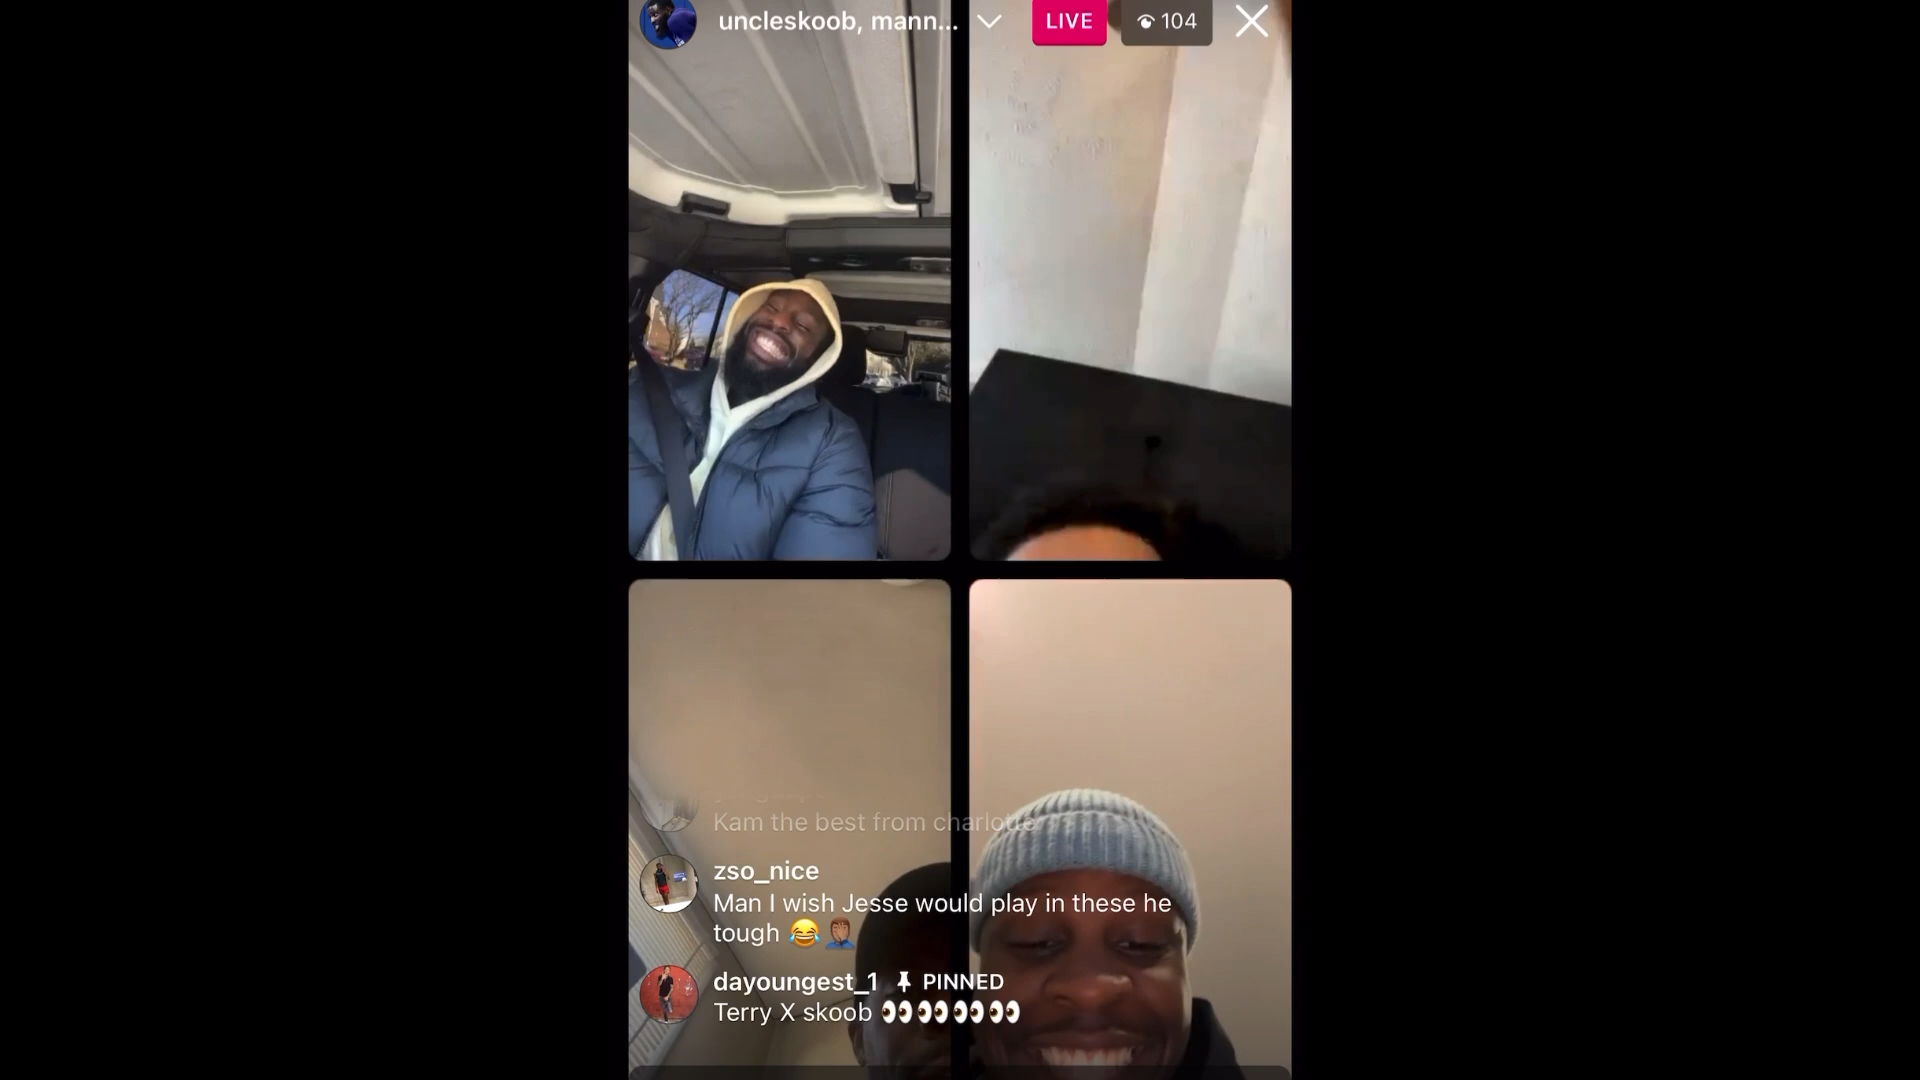 uncleskoob, mann...
LIVE
104
Kam the best from charlotte
zso_nice
Man I wish Jesse would play in these he
tough 😂🤦🏽‍♂️
dayoungest_1 PINNED
Terry X skoob 👀👀👀👀